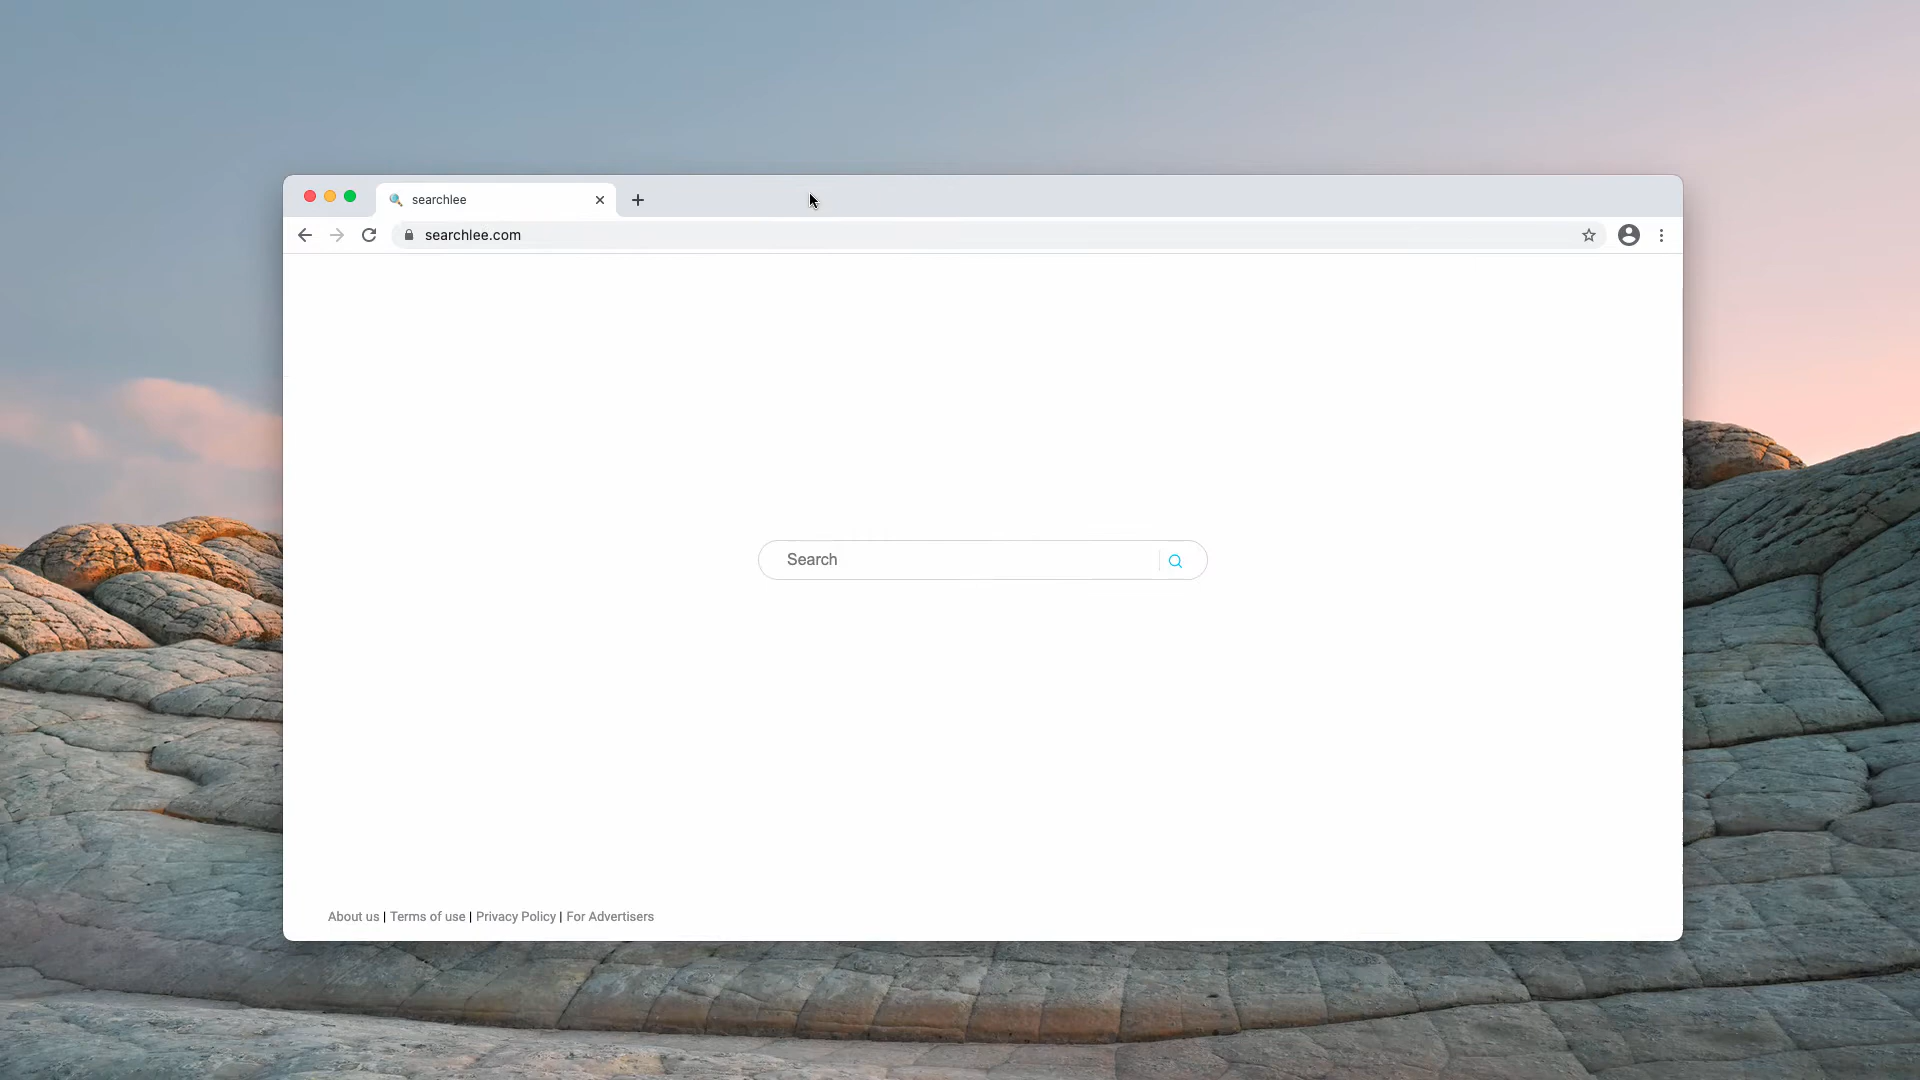 searchlee
searchlee.com
Search
About us | Terms of use | Privacy Policy | For Advertisers